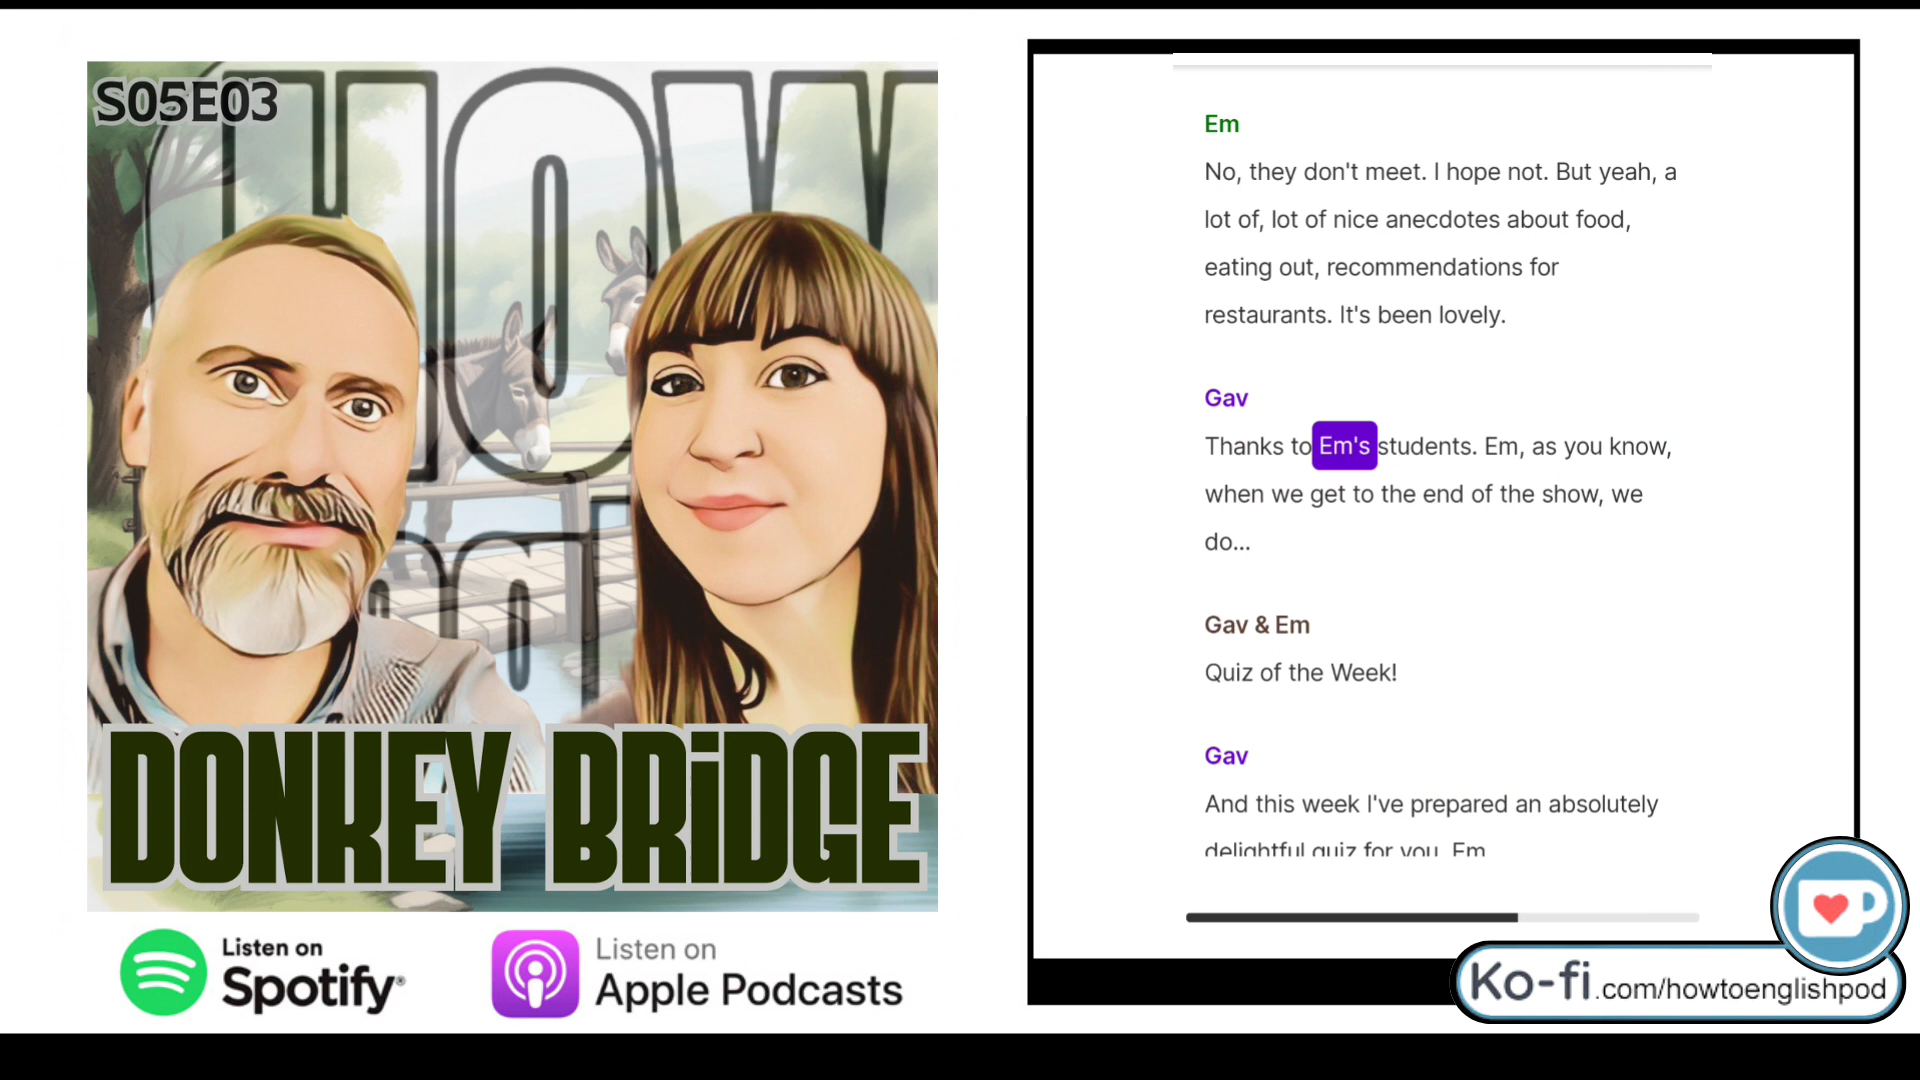 S05E03
HOW
to
DONKEY BRiDGE
Listen on
Spotify®
Listen on
Apple Podcasts
Em
No, they don't meet. I hope not. But yeah, a
lot of, lot of nice anecdotes about food,
eating out, recommendations for
restaurants. It's been lovely.
Gav
Thanks to Em's students. Em, as you know,
when we get to the end of the show, we
do...
Gav & Em
Quiz of the Week!
Gav
And this week I've prepared an absolutely
delightful quiz for you, Em
Ko-fi.com/howtoenglishpod